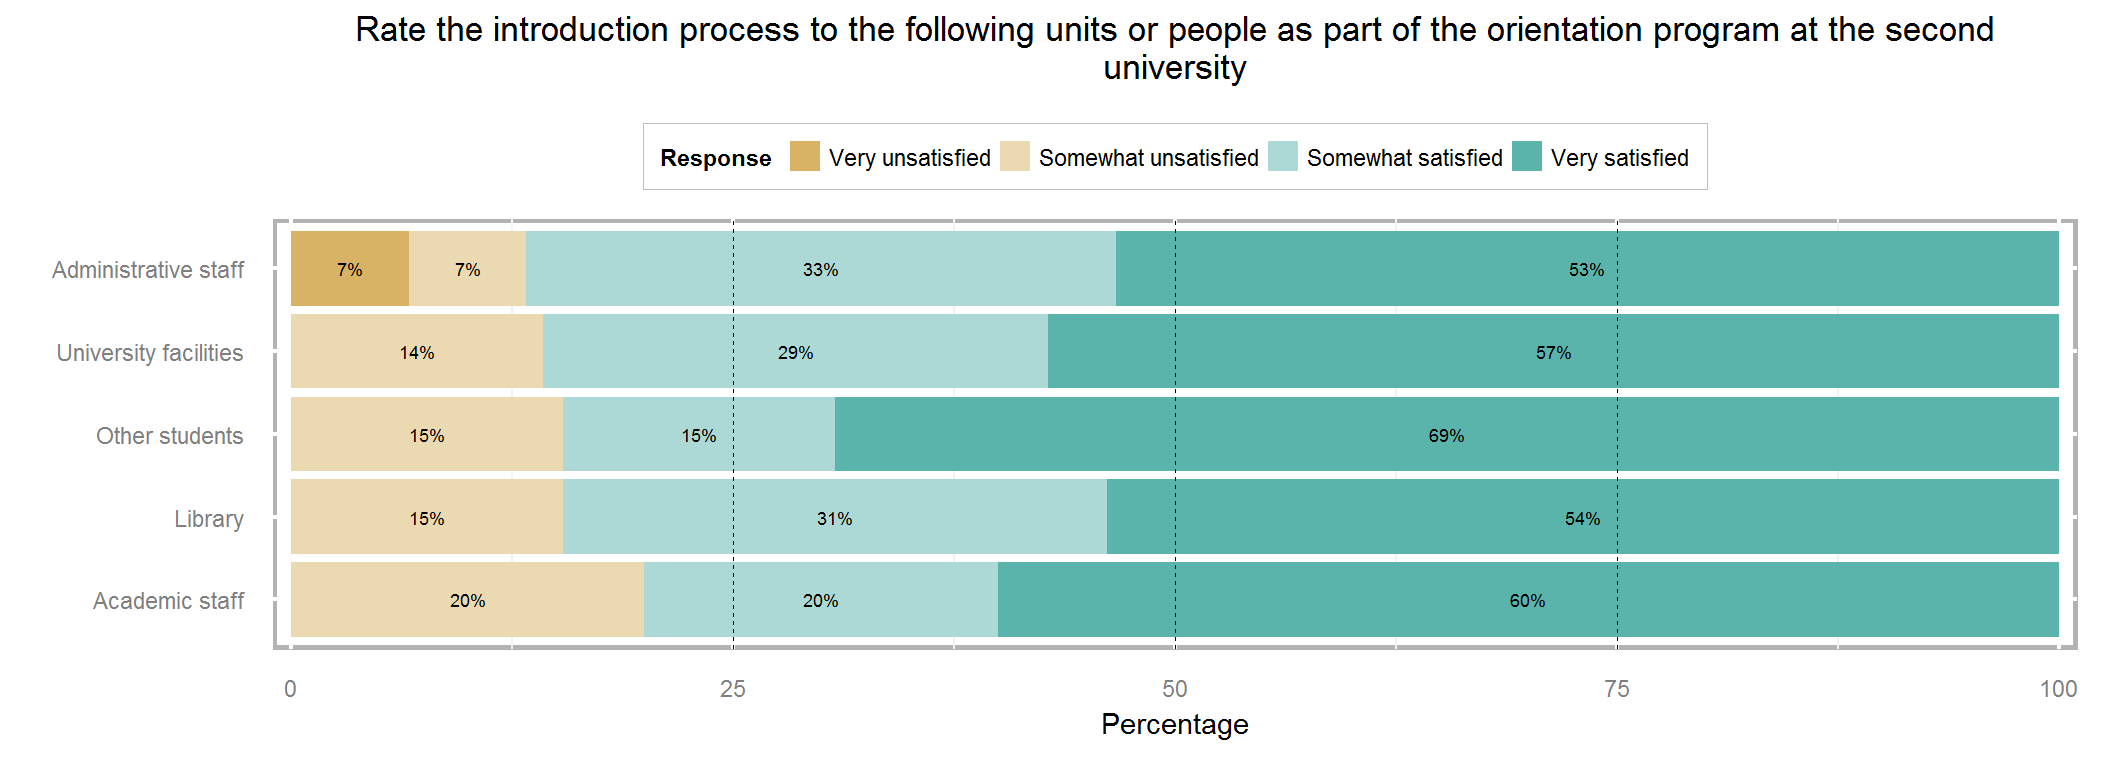 Rate the introduction process to the following units or people as part of the orientation program at the second
university
Response Very unsatisfied Somewhat unsatisfied Somewhat satisfied Very satisfied
Administrative staff 7% 7% 33% 53%
University facilities 14% 29% 57%
Other students 15% 15% 69%
Library 15% 31% 54%
Academic staff 20% 20% 60%
0 25 50 75 100
Percentage